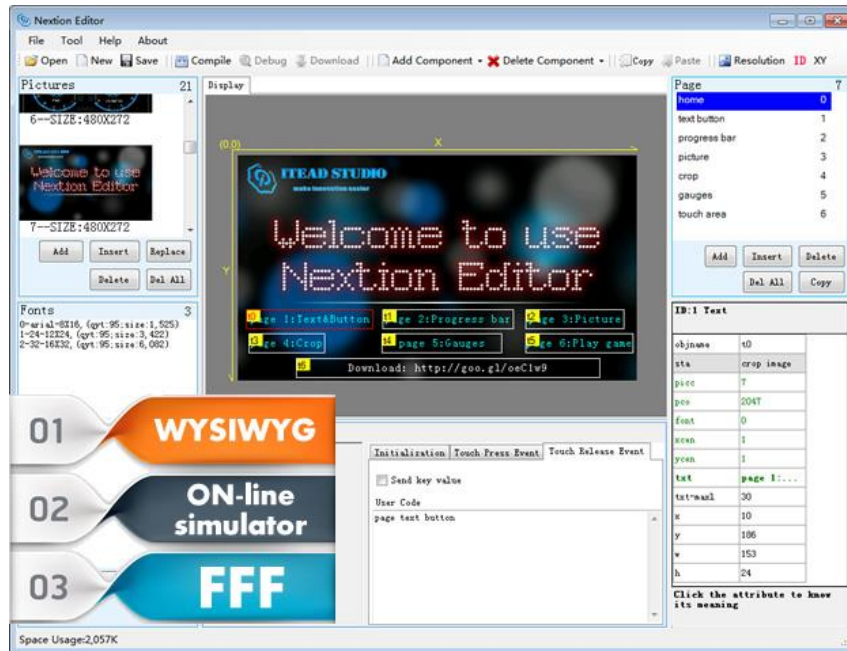 Nextion Editor
File Tool Help About
Open New Save Compile Debug Download Add Component Delete Component Copy Paste Resolution ID XY
Pictures 21
6--SIZE:480X272
Welcome to use
Nextion Editor
7--SIZE:480X272
Add Insert Replace
Delete Del All
Fonts 3
0-arial-8X16, (qyt:95;size:1,525)
1-24-12X24, (qyt:95;size:3,422)
2-32-16X32, (qyt:95;size:6,082)
01 WYSIWYG
02 ON-line
simulator
03 FFF
Display
(0,0) X
Y
ITEAD STUDIO
make innovation easier
Welcome to use
Nextion Editor
t0 page 1:Text&Button t1 ge 2:Progress bar t2 ge 3:Picture
t3 ge 4:Crop t4 page 5:Gauges t5 ge 6:Play game
t6 Download: http://goo.gl/oeC1w9
Initialization Touch Press Event Touch Release Event
Send key value
User Code
page text button
Page 7
home 0
text button 1
progress bar 2
picture 3
crop 4
gauges 5
touch area 6
Add Insert Delete
Del All Copy
ID:1 Text
objname t0
sta crop image
picc 7
pco 2047
font 0
xcen 1
ycen 1
txt page 1:...
txt-maxl 30
x 10
y 186
w 153
h 24
Click the attribute to know
its meaning
Space Usage:2,057K